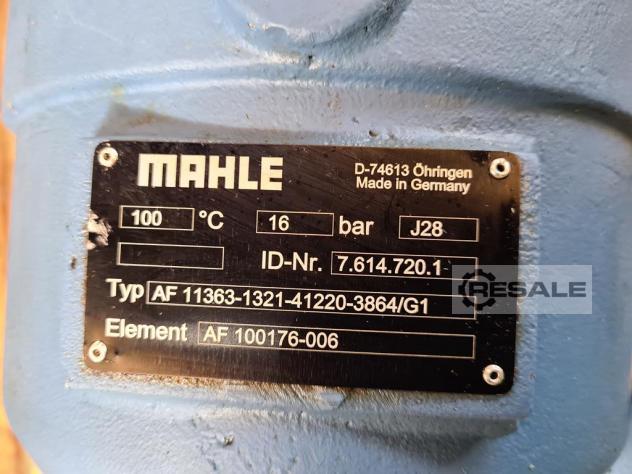 MAHLE
D-74613 Öhringen
Made in Germany
100 °C 16 bar J28
ID-Nr. 7.614.720.1
Typ AF 11363-1321-41220-3864/G1
Element AF 100176-006
RESALE